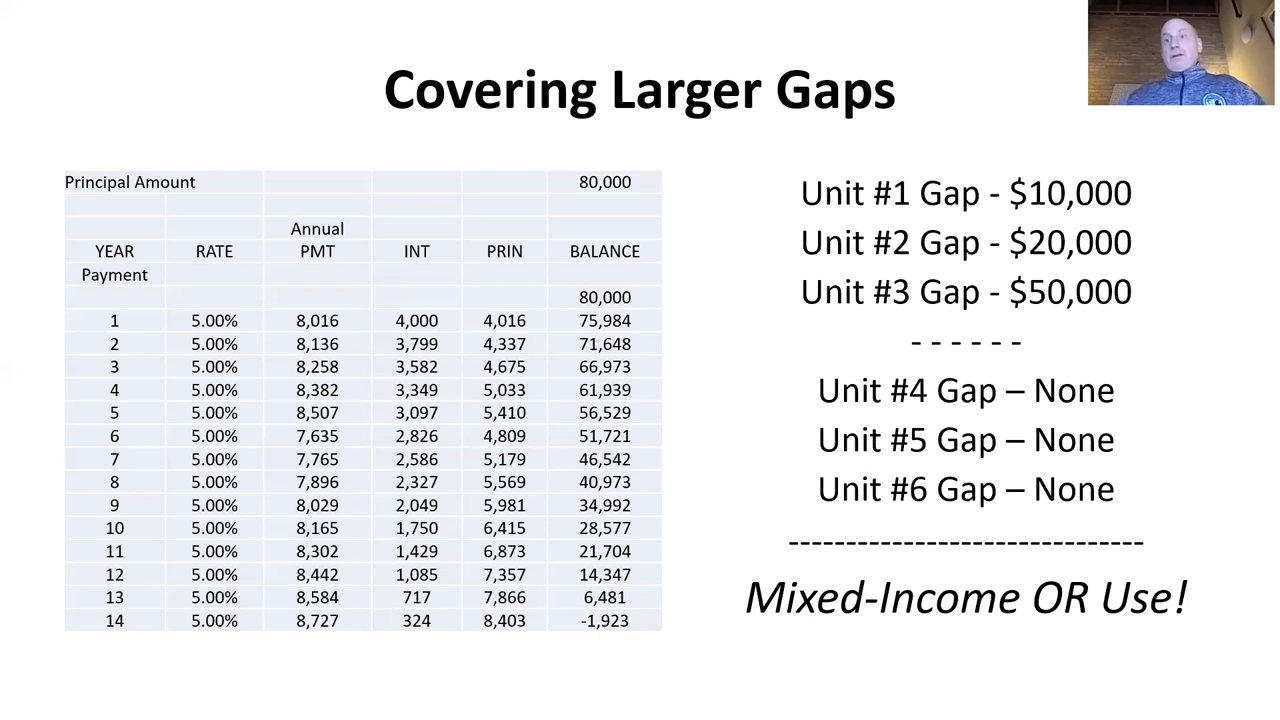 Covering Larger Gaps
Principal Amount 80,000
Annual
YEAR RATE PMT INT PRIN BALANCE
Payment
80,000
1 5.00% 8,016 4,000 4,016 75,984
2 5.00% 8,136 3,799 4,337 71,648
3 5.00% 8,258 3,582 4,675 66,973
4 5.00% 8,382 3,349 5,033 61,939
5 5.00% 8,507 3,097 5,410 56,529
6 5.00% 7,635 2,826 4,809 51,721
7 5.00% 7,765 2,586 5,179 46,542
8 5.00% 7,896 2,327 5,569 40,973
9 5.00% 8,029 2,049 5,981 34,992
10 5.00% 8,165 1,750 6,415 28,577
11 5.00% 8,302 1,429 6,873 21,704
12 5.00% 8,442 1,085 7,357 14,347
13 5.00% 8,584 717 7,866 6,481
14 5.00% 8,727 324 8,403 -1,923
Unit #1 Gap - $10,000
Unit #2 Gap - $20,000
Unit #3 Gap - $50,000
- - - - - -
Unit #4 Gap – None
Unit #5 Gap – None
Unit #6 Gap – None
-------------------------------
Mixed-Income OR Use!